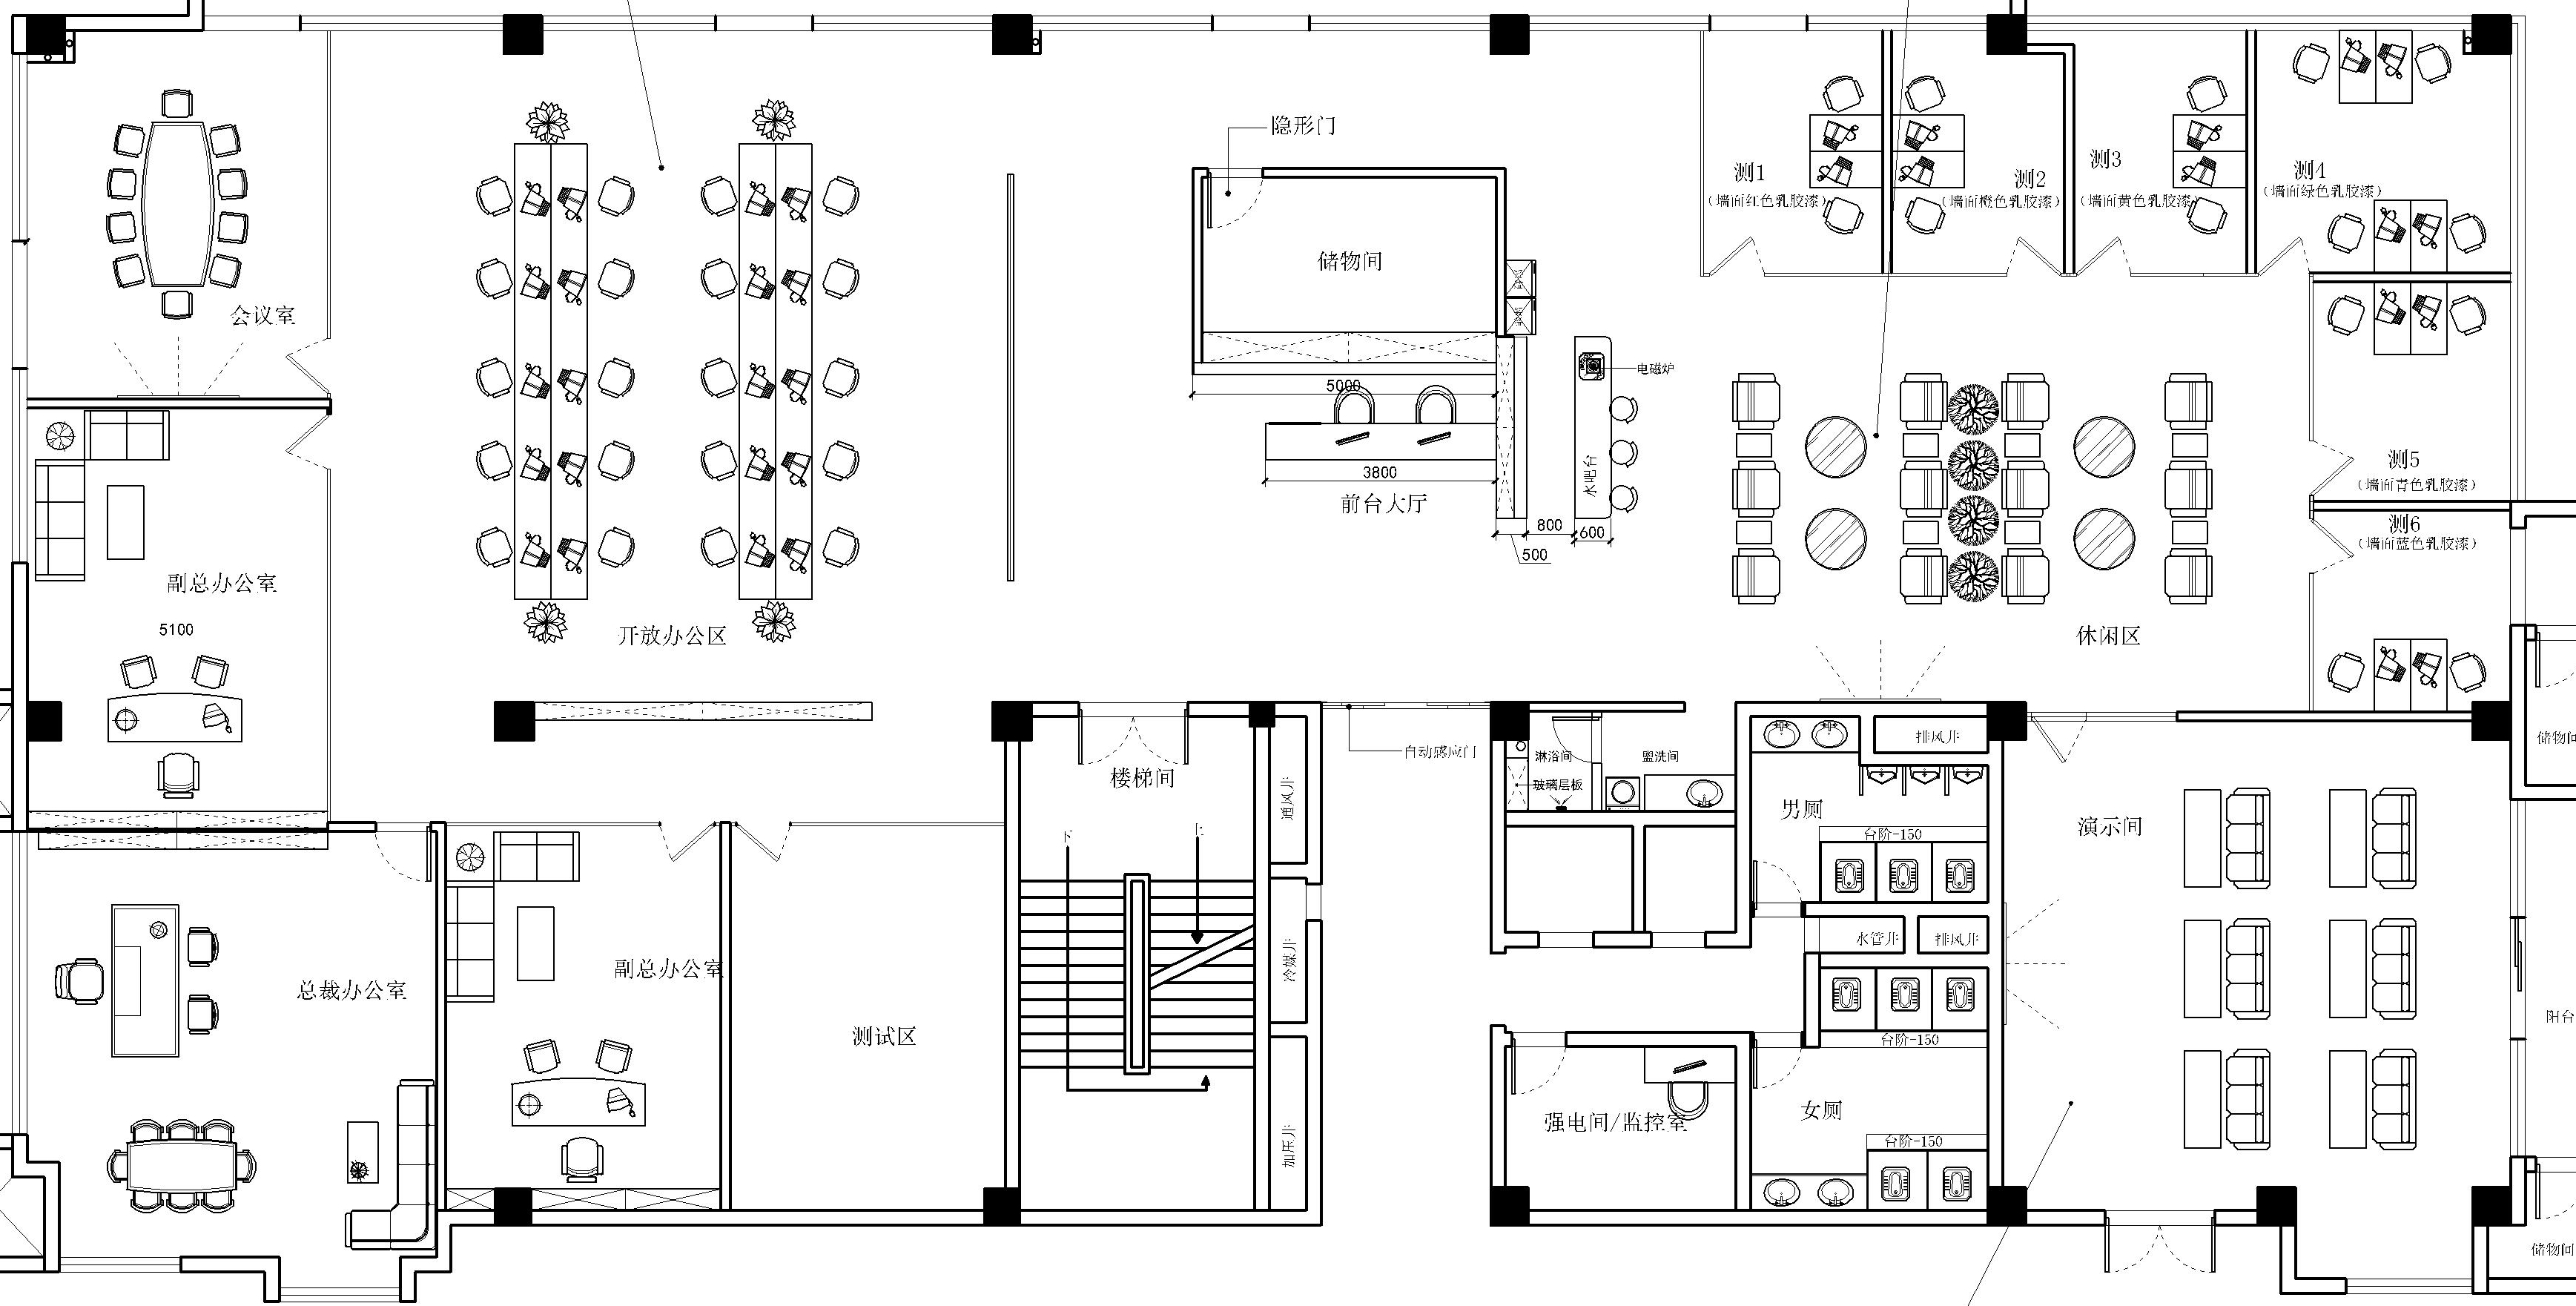 隐形门
测1
（墙面红色乳胶漆）
测2
（墙面橙色乳胶漆）
测3
（墙面黄色乳胶漆）
测4
（墙面绿色乳胶漆）
储物间
会议室
5000
电磁炉
3800
水吧台
前台大厅
800
600
500
测5
（墙面青色乳胶漆）
测6
（墙面蓝色乳胶漆）
副总办公室
5100
开放办公区
休闲区
自动感应门
淋浴间
盥洗间
玻璃层板
排风井
储物间
楼梯间
通风井
下
上
男厕
台阶-150
演示间
水管井
排风井
冷媒井
总裁办公室
副总办公室
测试区
台阶-150
阳台
强电间/监控室
女厕
台阶-150
加压井
储物间